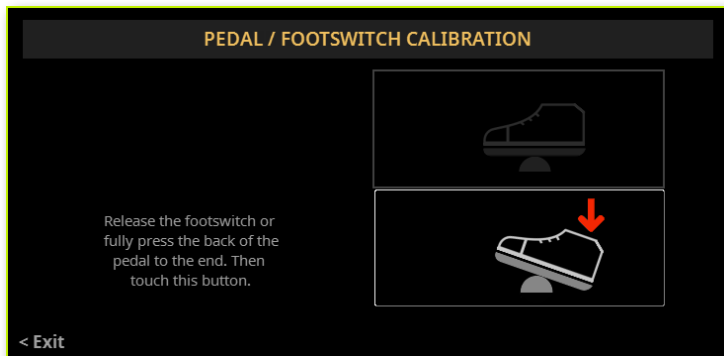 PEDAL / FOOTSWITCH CALIBRATION
Release the footswitch or
fully press the back of the
pedal to the end. Then
touch this button.
< Exit